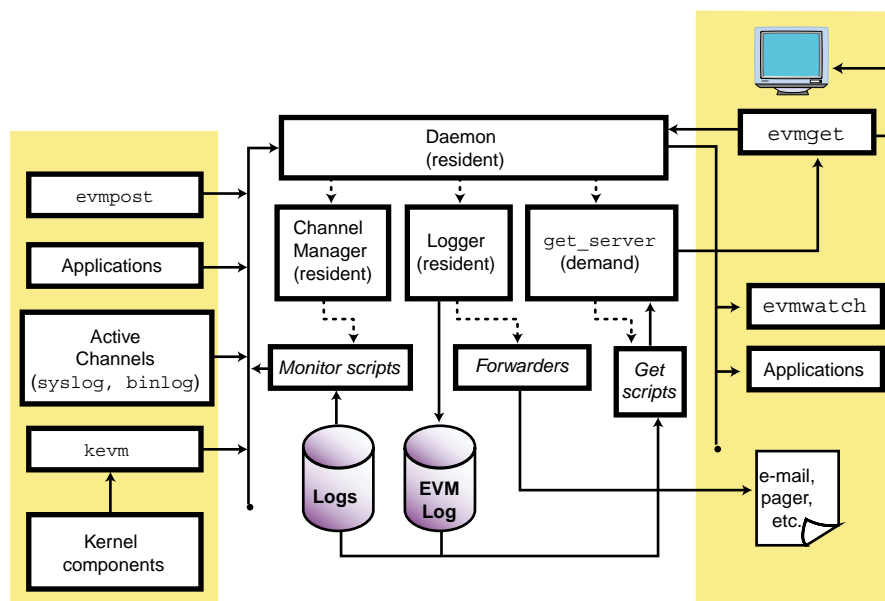 Daemon
(resident)
evmget
evmpost
Channel
Manager
(resident)
Logger
(resident)
get_server
(demand)
Applications
evmwatch
Active
Channels
(syslog, binlog)
Monitor scripts
Forwarders
Get
scripts
Applications
kevm
Logs
EVM
Log
e-mail,
pager,
etc.
Kernel
components